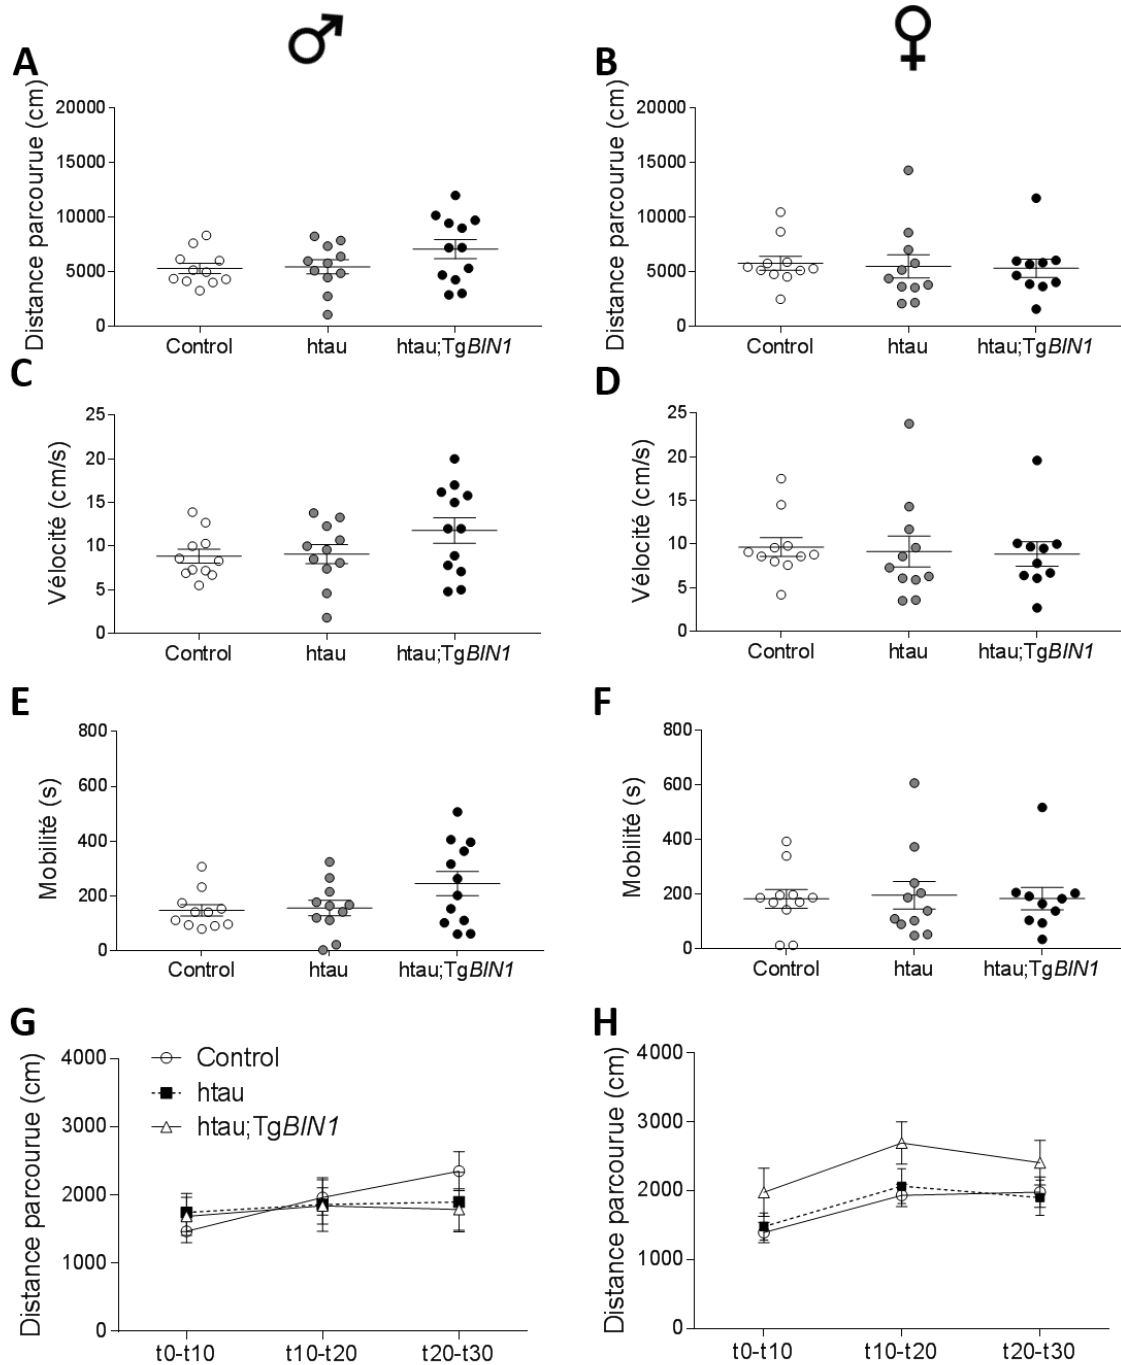 A
Distance parcourue (cm)
20000
15000
10000
5000
0
Control htau htau;TgBIN1
B
Distance parcourue (cm)
20000
15000
10000
5000
0
Control htau htau;TgBIN1
C
Vélocité (cm/s)
25
20
15
10
5
0
Control htau htau;TgBIN1
D
Vélocité (cm/s)
25
20
15
10
5
0
Control htau htau;TgBIN1
E
Mobilité (s)
800
600
400
200
0
Control htau htau;TgBIN1
F
Mobilité (s)
800
600
400
200
0
Control htau htau;TgBIN1
G
Distance parcourue (cm)
4000
3000
2000
1000
0
Control
htau
htau;TgBIN1
t0-t10 t10-t20 t20-t30
H
Distance parcourue (cm)
4000
3000
2000
1000
0
t0-t10 t10-t20 t20-t30